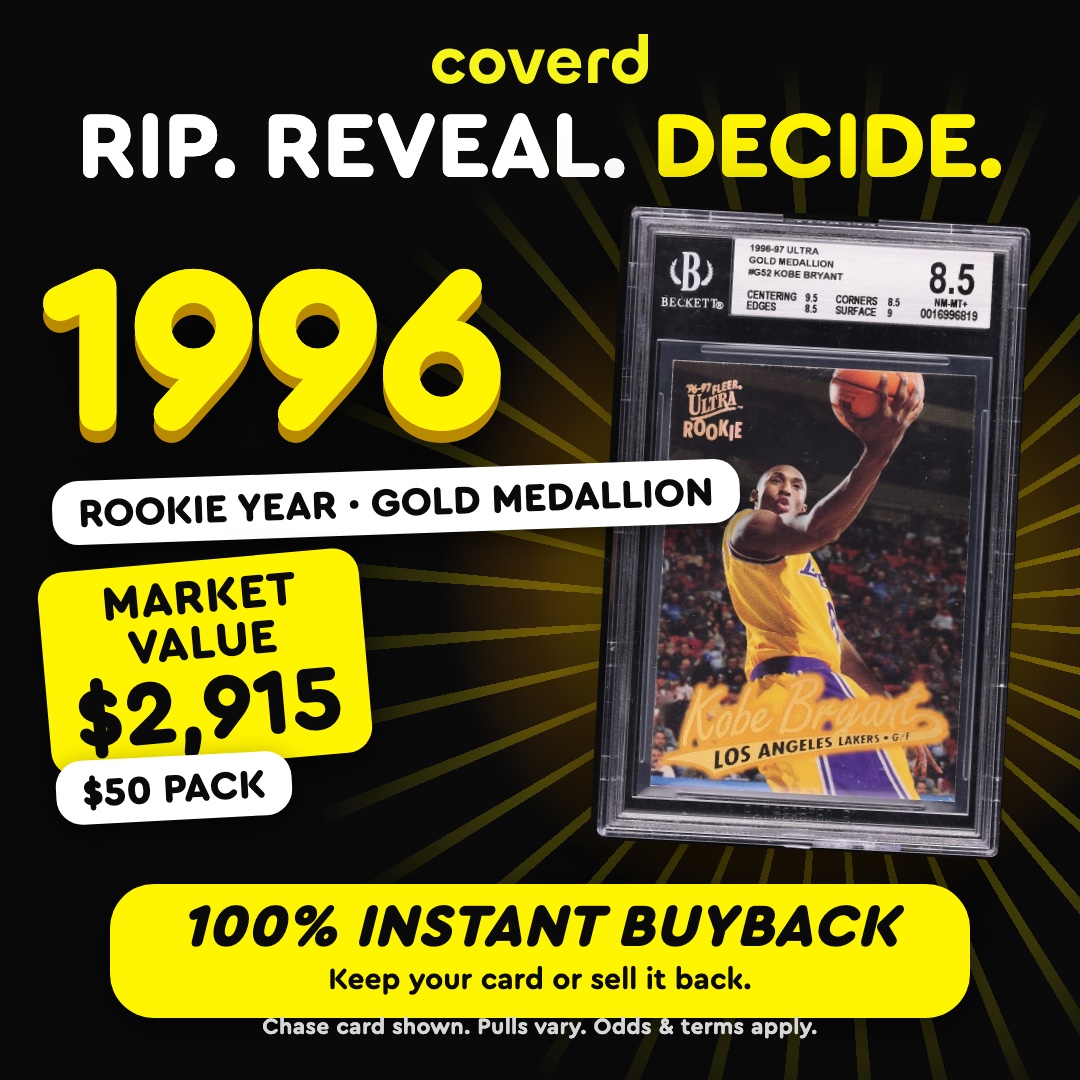 coverd
RIP. REVEAL. DECIDE.
1996-97 ULTRA
GOLD MEDALLION
#G52 KOBE BRYANT
8.5
NM-MT+
0016996819
CENTERING 9.5 CORNERS 8.5
EDGES 8.5 SURFACE 9
BECKETT®
1996
'96-'97 FLEER
ULTRA
ROOKIE
ROOKIE YEAR • GOLD MEDALLION
MARKET
VALUE
$2,915
$50 PACK
Kobe Bryant
LOS ANGELES LAKERS • G/F
100% INSTANT BUYBACK
Keep your card or sell it back.
Chase card shown. Pulls vary. Odds & terms apply.